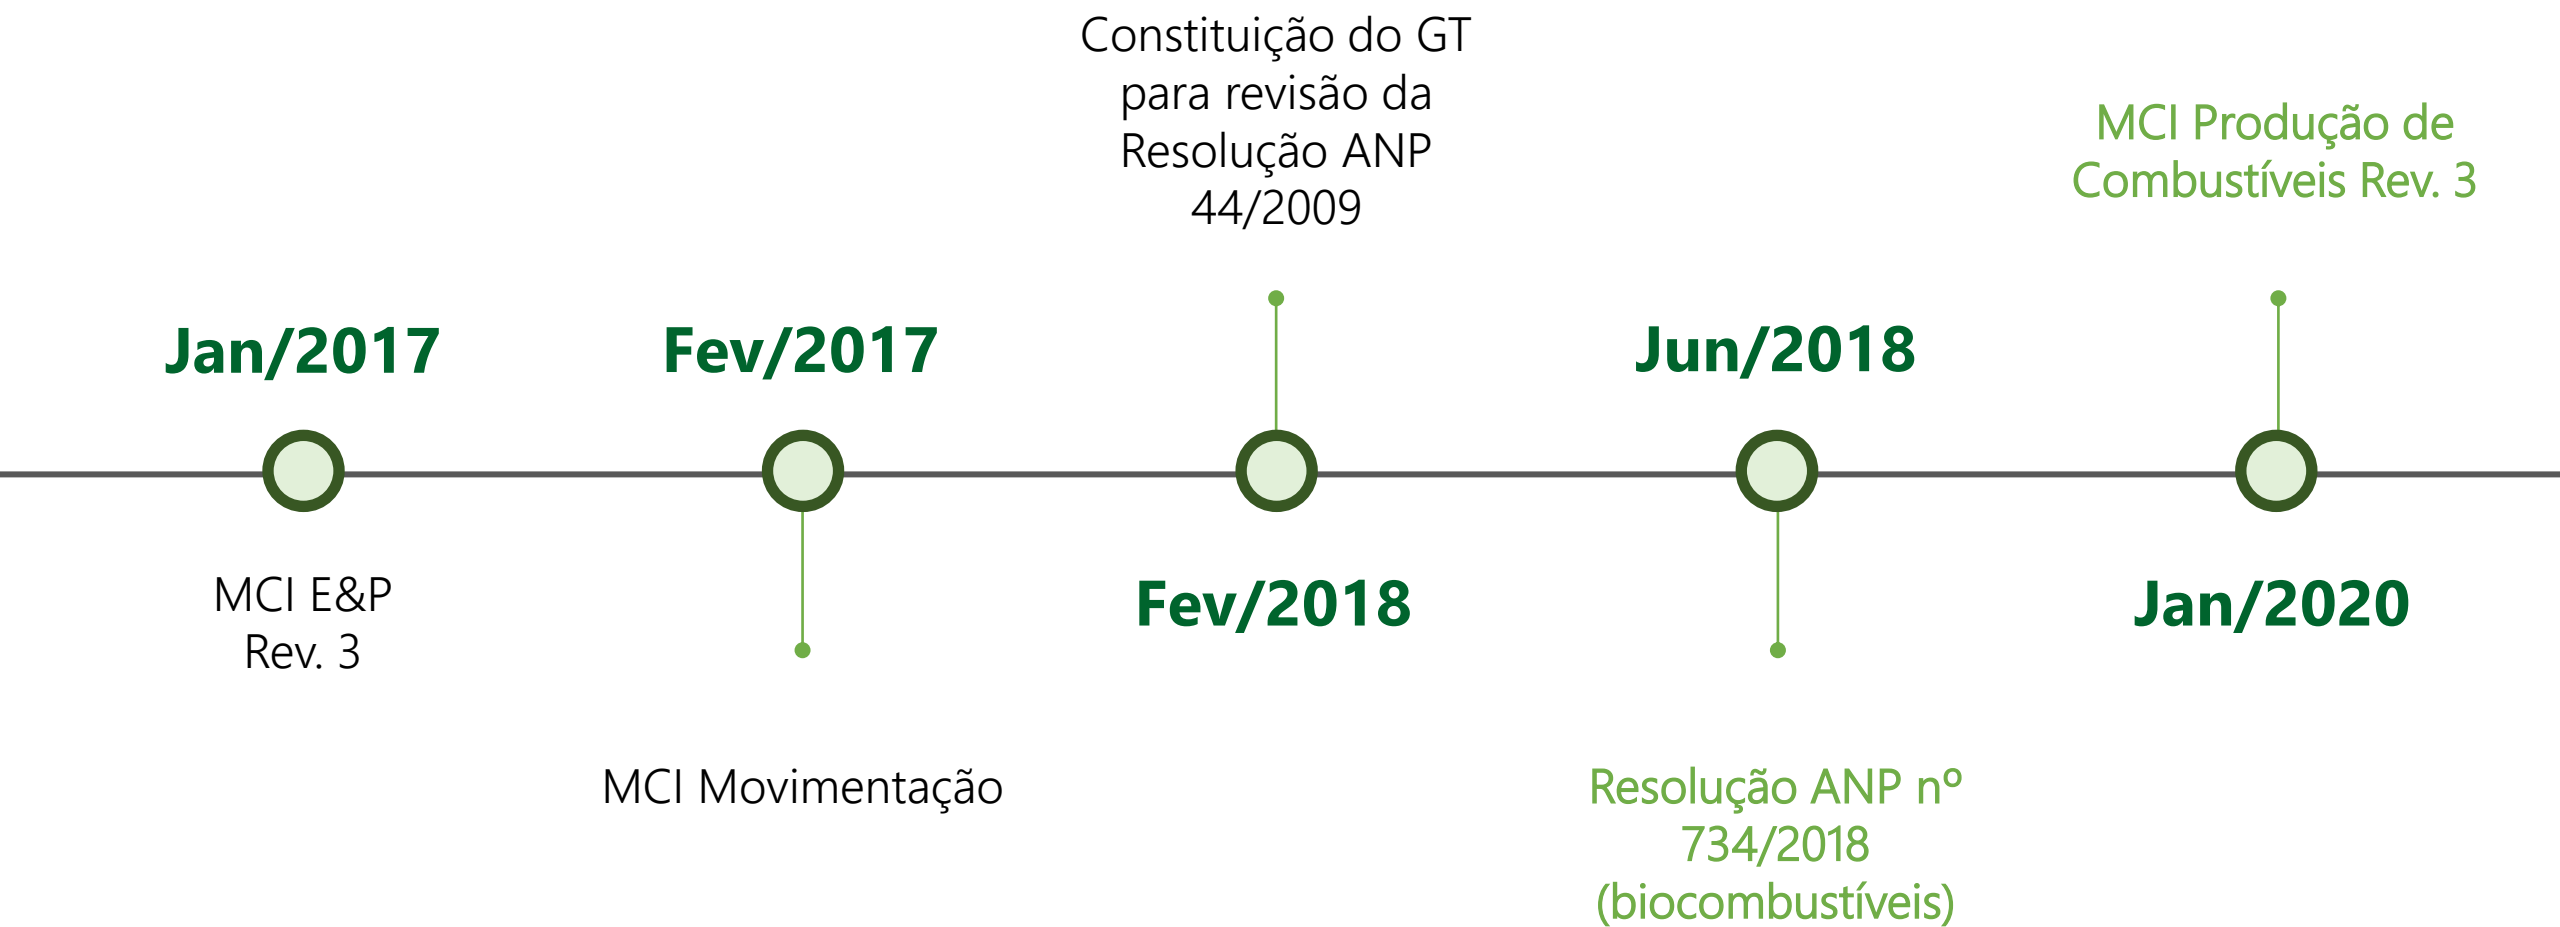 Jan/2017
MCI E&P
Rev. 3
Fev/2017
MCI Movimentação
Constituição do GT
para revisão da
Resolução ANP
44/2009
Fev/2018
Jun/2018
Resolução ANP nº
734/2018
(biocombustíveis)
MCI Produção de
Combustíveis Rev. 3
Jan/2020